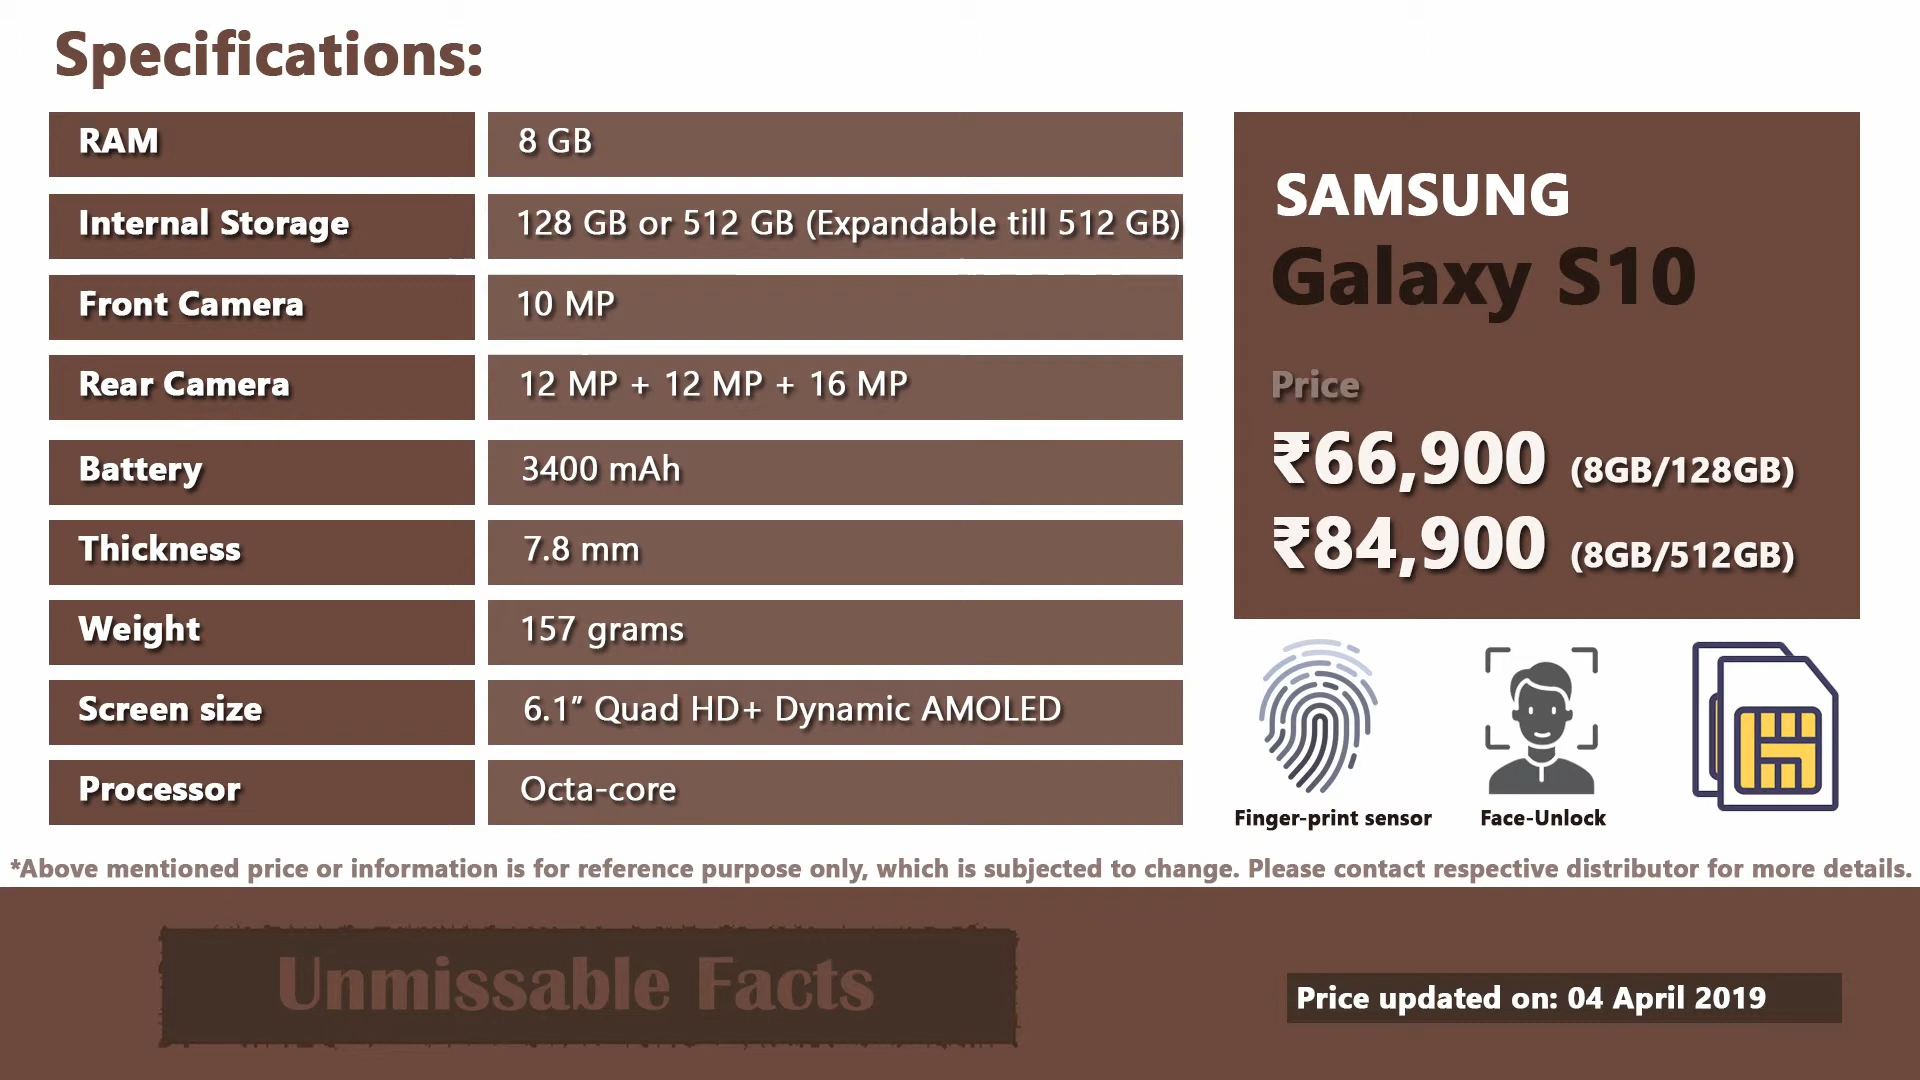 Specifications:
RAM 8 GB
Internal Storage 128 GB or 512 GB (Expandable till 512 GB)
Front Camera 10 MP
Rear Camera 12 MP + 12 MP + 16 MP
Battery 3400 mAh
Thickness 7.8 mm
Weight 157 grams
Screen size 6.1” Quad HD+ Dynamic AMOLED
Processor Octa-core
SAMSUNG
Galaxy S10
Price
₹66,900 (8GB/128GB)
₹84,900 (8GB/512GB)
Finger-print sensor
Face-Unlock
*Above mentioned price or information is for reference purpose only, which is subjected to change. Please contact respective distributor for more details.
Unmissable Facts
Price updated on: 04 April 2019